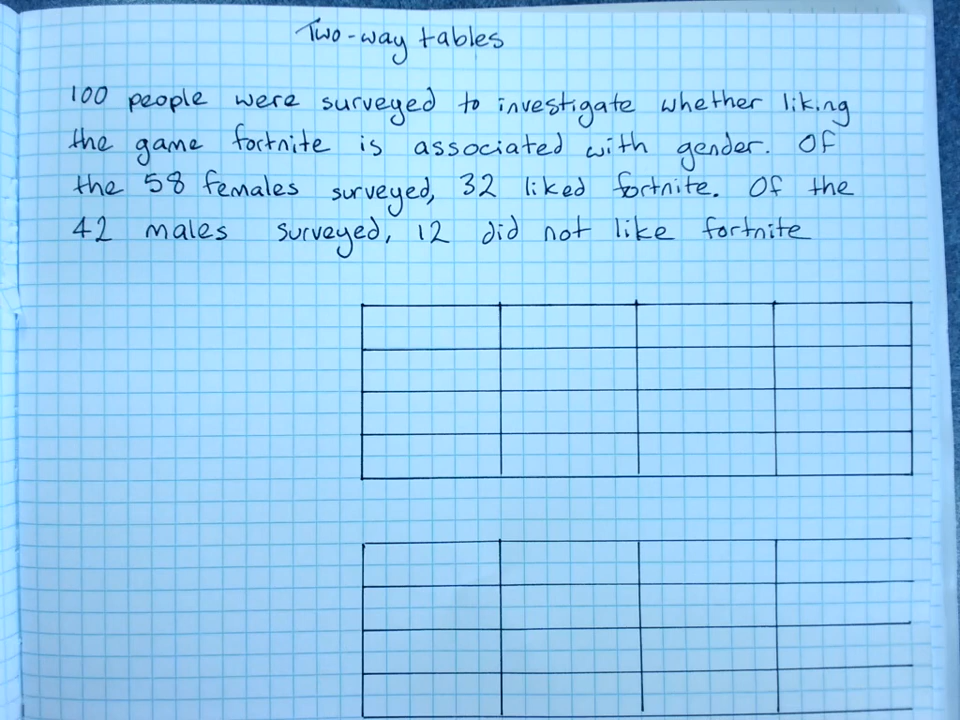 Two-way tables
100 people were surveyed to investigate whether liking
the game fortnite is associated with gender. Of
the 58 females surveyed, 32 liked fortnite. Of the
42 males surveyed, 12 did not like fortnite